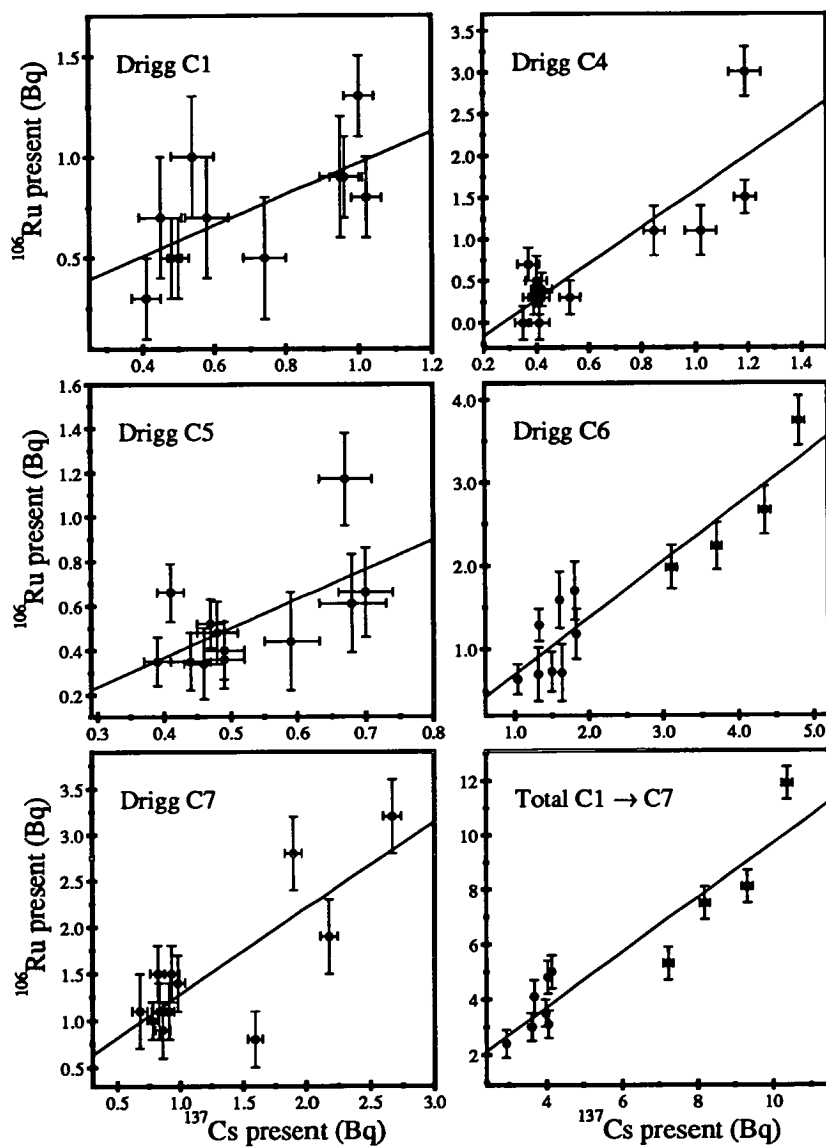 Drigg C1
Drigg C4
¹⁰⁶Ru present (Bq)
1.5
1.0
0.5
0.4 0.6 0.8 1.0 1.2
3.5
3.0
2.5
2.0
1.5
1.0
0.5
0.0
0.2 0.4 0.6 0.8 1.0 1.2 1.4
Drigg C5
Drigg C6
¹⁰⁶Ru present (Bq)
1.6
1.4
1.2
1.0
0.8
0.6
0.4
0.2
0.3 0.4 0.5 0.6 0.7 0.8
4.0
3.0
2.0
1.0
1.0 2.0 3.0 4.0 5.0
Drigg C7
Total C1 → C7
¹⁰⁶Ru present (Bq)
3.5
3.0
2.5
2.0
1.5
1.0
0.5
0.5 1.0 1.5 2.0 2.5 3.0
¹³⁷Cs present (Bq)
12
10
8
6
4
2
4 6 8 10
¹³⁷Cs present (Bq)